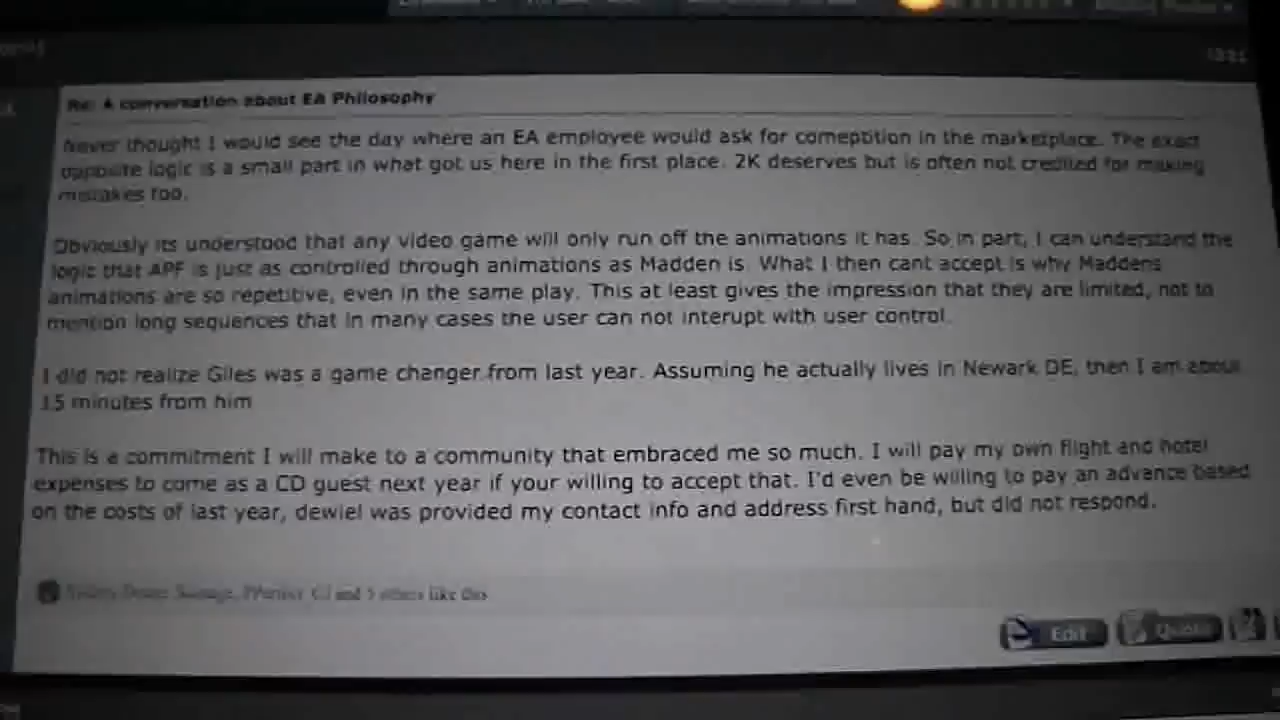 Re: A conversation about EA Philosophy
Never thought I would see the day where an EA employee would ask for comeptition in the marketplace. The exact
opposite logic is a small part in what got us here in the first place. 2K deserves but is often not credited for making
mistakes too.
Obviously its understood that any video game will only run off the animations it has. So in part, I can understand the
logic that APF is just as controlled through animations as Madden is. What I then cant accept is why Maddens
animations are so repetitive, even in the same play. This at least gives the impression that they are limited, not to
mention long sequences that in many cases the user can not interupt with user control.
I did not realize Giles was a game changer from last year. Assuming he actually lives in Newark DE, then I am about
15 minutes from him
This is a commitment I will make to a community that embraced me so much. I will pay my own flight and hotel
expenses to come as a CD guest next year if your willing to accept that. I'd even be willing to pay an advance based
on the costs of last year, dewiel was provided my contact info and address first hand, but did not respond.
and 5 others like this
Edit Quote